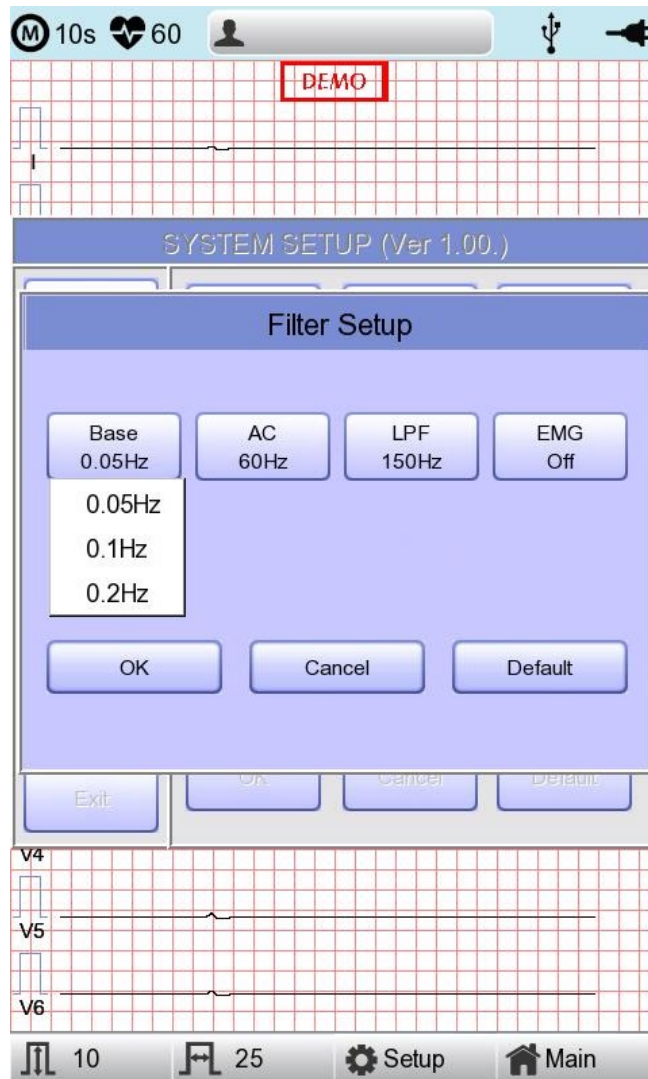 M 10s 60
DEMO
I
SYSTEM SETUP (Ver 1.00.)
Filter Setup
Base
0.05Hz
AC
60Hz
LPF
150Hz
EMG
Off
0.05Hz
0.1Hz
0.2Hz
OK
Cancel
Default
Exit
OK
Cancel
Default
V4
V5
V6
10
25
Setup
Main